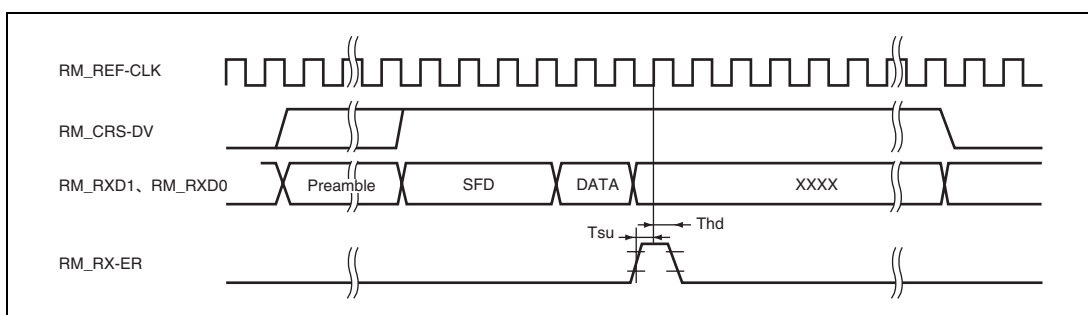 RM_REF-CLK
RM_CRS-DV
RM_RXD1、RM_RXD0
Preamble
SFD
DATA
XXXX
Tsu
Thd
RM_RX-ER